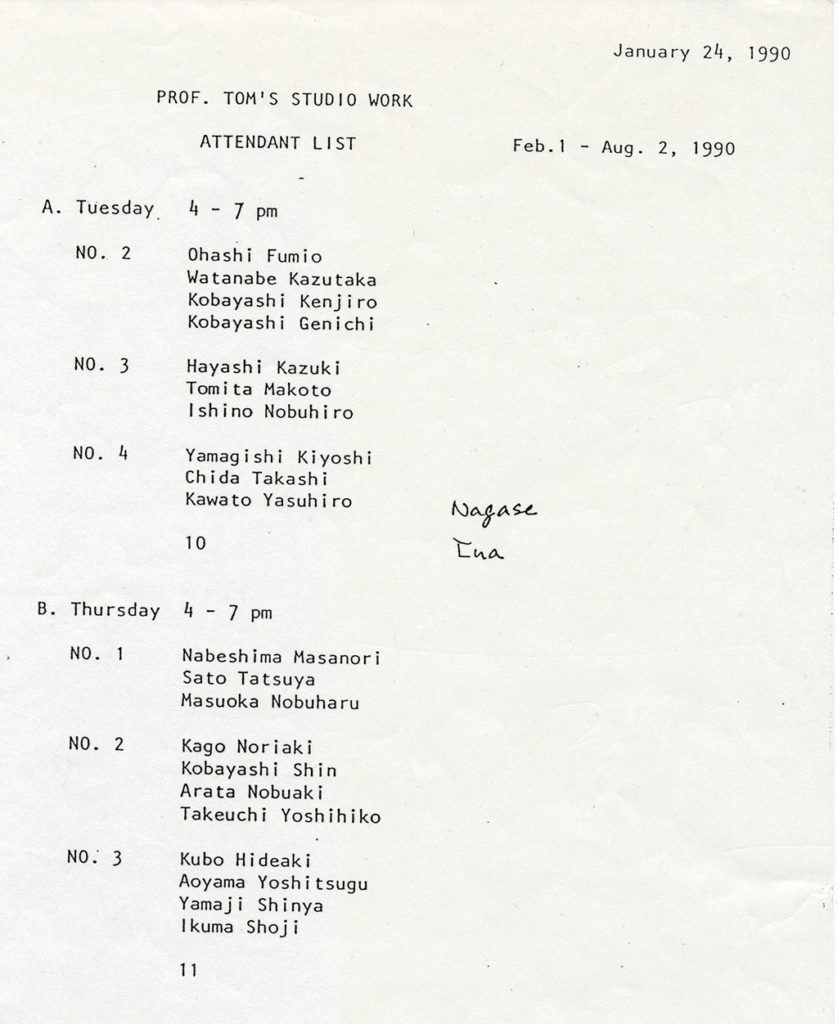 January 24, 1990
PROF. TOM'S STUDIO WORK
ATTENDANT LIST
Feb.1 - Aug. 2, 1990
A. Tuesday 4 - 7 pm
NO. 2 Ohashi Fumio
Watanabe Kazutaka
Kobayashi Kenjiro
Kobayashi Genichi
NO. 3 Hayashi Kazuki
Tomita Makoto
Ishino Nobuhiro
NO. 4 Yamagishi Kiyoshi
Chida Takashi
Kawato Yasuhiro
Nagase
10
Ena
B. Thursday 4 - 7 pm
NO. 1 Nabeshima Masanori
Sato Tatsuya
Masuoka Nobuharu
NO. 2 Kago Noriaki
Kobayashi Shin
Arata Nobuaki
Takeuchi Yoshihiko
NO. 3 Kubo Hideaki
Aoyama Yoshitsugu
Yamaji Shinya
Ikuma Shoji
11